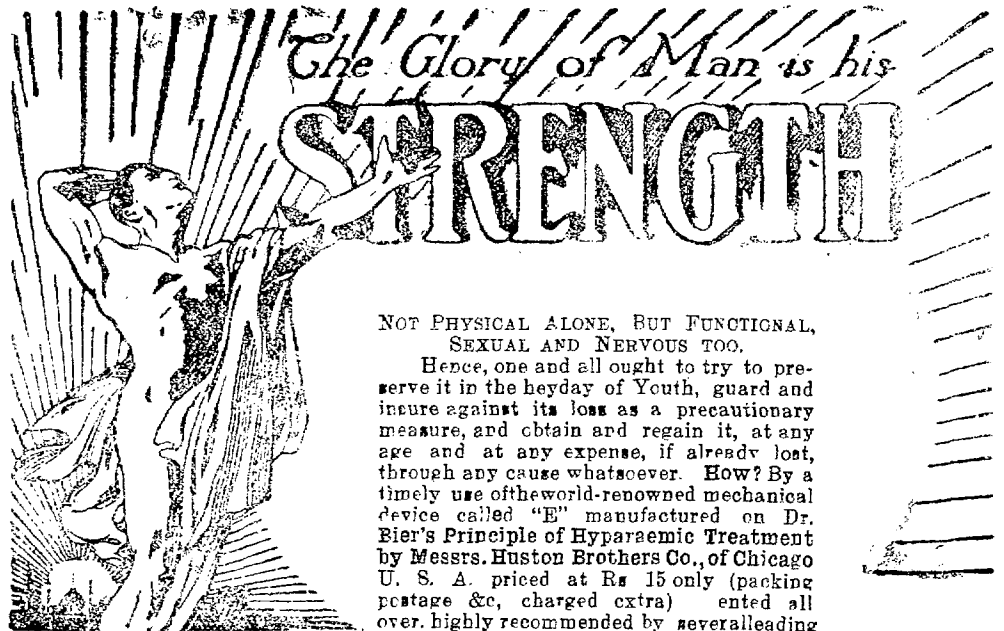 The Glory of Man is his
STRENGTH
NOT PHYSICAL ALONE, BUT FUNCTIONAL,
SEXUAL AND NERVOUS TOO.
Hence, one and all ought to try to pre-
serve it in the heyday of Youth, guard and
insure against its loss as a precautionary
measure, and obtain and regain it, at any
age and at any expense, if already lost,
through any cause whatsoever. How? By a
timely use oftheworld-renowned mechanical
device called "E" manufactured on Dr.
Bier's Principle of Hyparaemic Treatment
by Messrs. Huston Brothers Co., of Chicago
U. S. A. priced at Rs 15 only (packing
postage &c, charged extra) ented all
over, highly recommended by severalleading